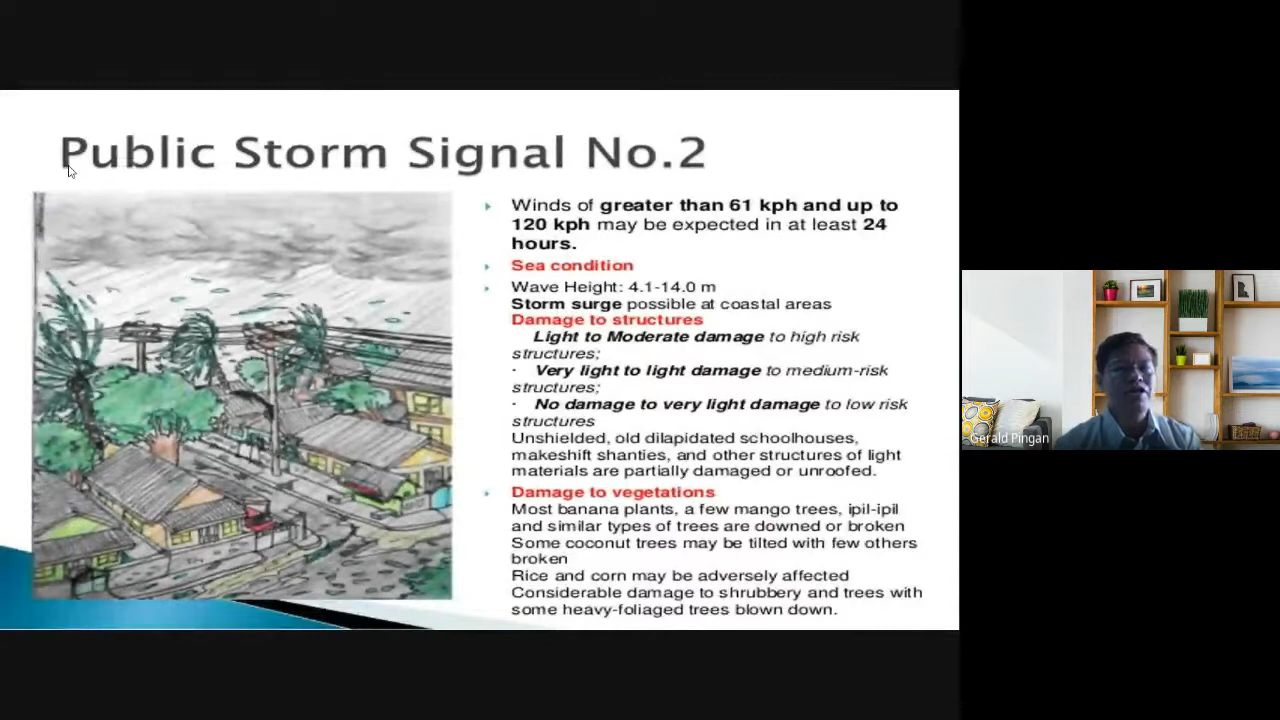 Public Storm Signal No.2
Winds of greater than 61 kph and up to
120 kph may be expected in at least 24
hours.
Sea condition
Wave Height: 4.1-14.0 m
Storm surge possible at coastal areas
Damage to structures
Light to Moderate damage to high risk
structures;
· Very light to light damage to medium-risk
structures;
· No damage to very light damage to low risk
structures
Unshielded, old dilapidated schoolhouses,
makeshift shanties, and other structures of light
materials are partially damaged or unroofed.
Damage to vegetations
Most banana plants, a few mango trees, ipil-ipil
and similar types of trees are downed or broken
Some coconut trees may be tilted with few others
broken
Rice and corn may be adversely affected
Considerable damage to shrubbery and trees with
some heavy-foliaged trees blown down.
Gerald Pingan